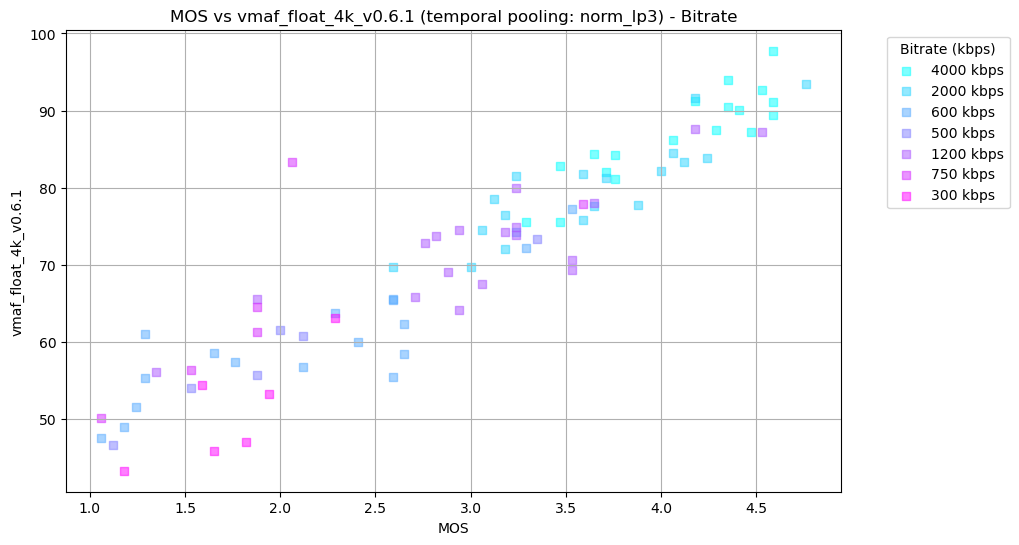 MOS vs vmaf_float_4k_v0.6.1 (temporal pooling: norm_lp3) - Bitrate
vmaf_float_4k_v0.6.1
100
90
80
70
60
50
1.0 1.5 2.0 2.5 3.0 3.5 4.0 4.5
MOS
Bitrate (kbps)
4000 kbps
2000 kbps
600 kbps
500 kbps
1200 kbps
750 kbps
300 kbps